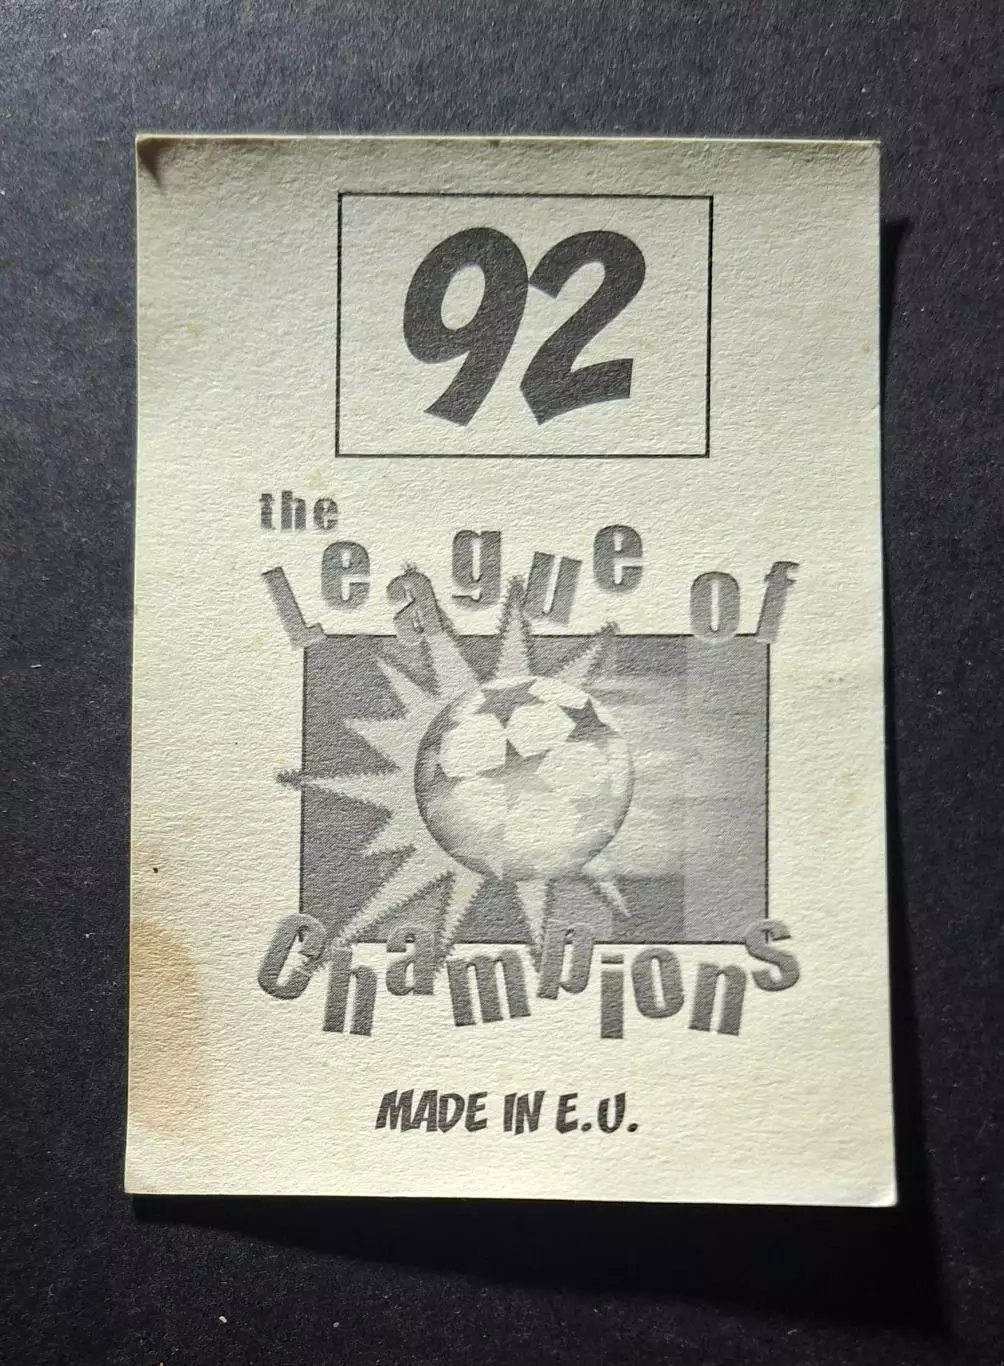 92
the
League of
Champions
MADE IN E.U.